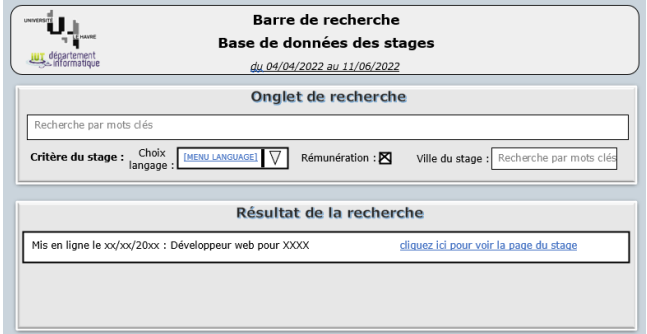 UNIVERSITÉ
LE HAVRE
IUT département
informatique
Barre de recherche
Base de données des stages
du 04/04/2022 au 11/06/2022
Onglet de recherche
Recherche par mots clés
Critère du stage : Choix langage : [MENU LANGUAGE] Rémunération : Ville du stage : Recherche par mots clés
Résultat de la recherche
Mis en ligne le xx/xx/20xx : Développeur web pour XXXX cliquez ici pour voir la page du stage